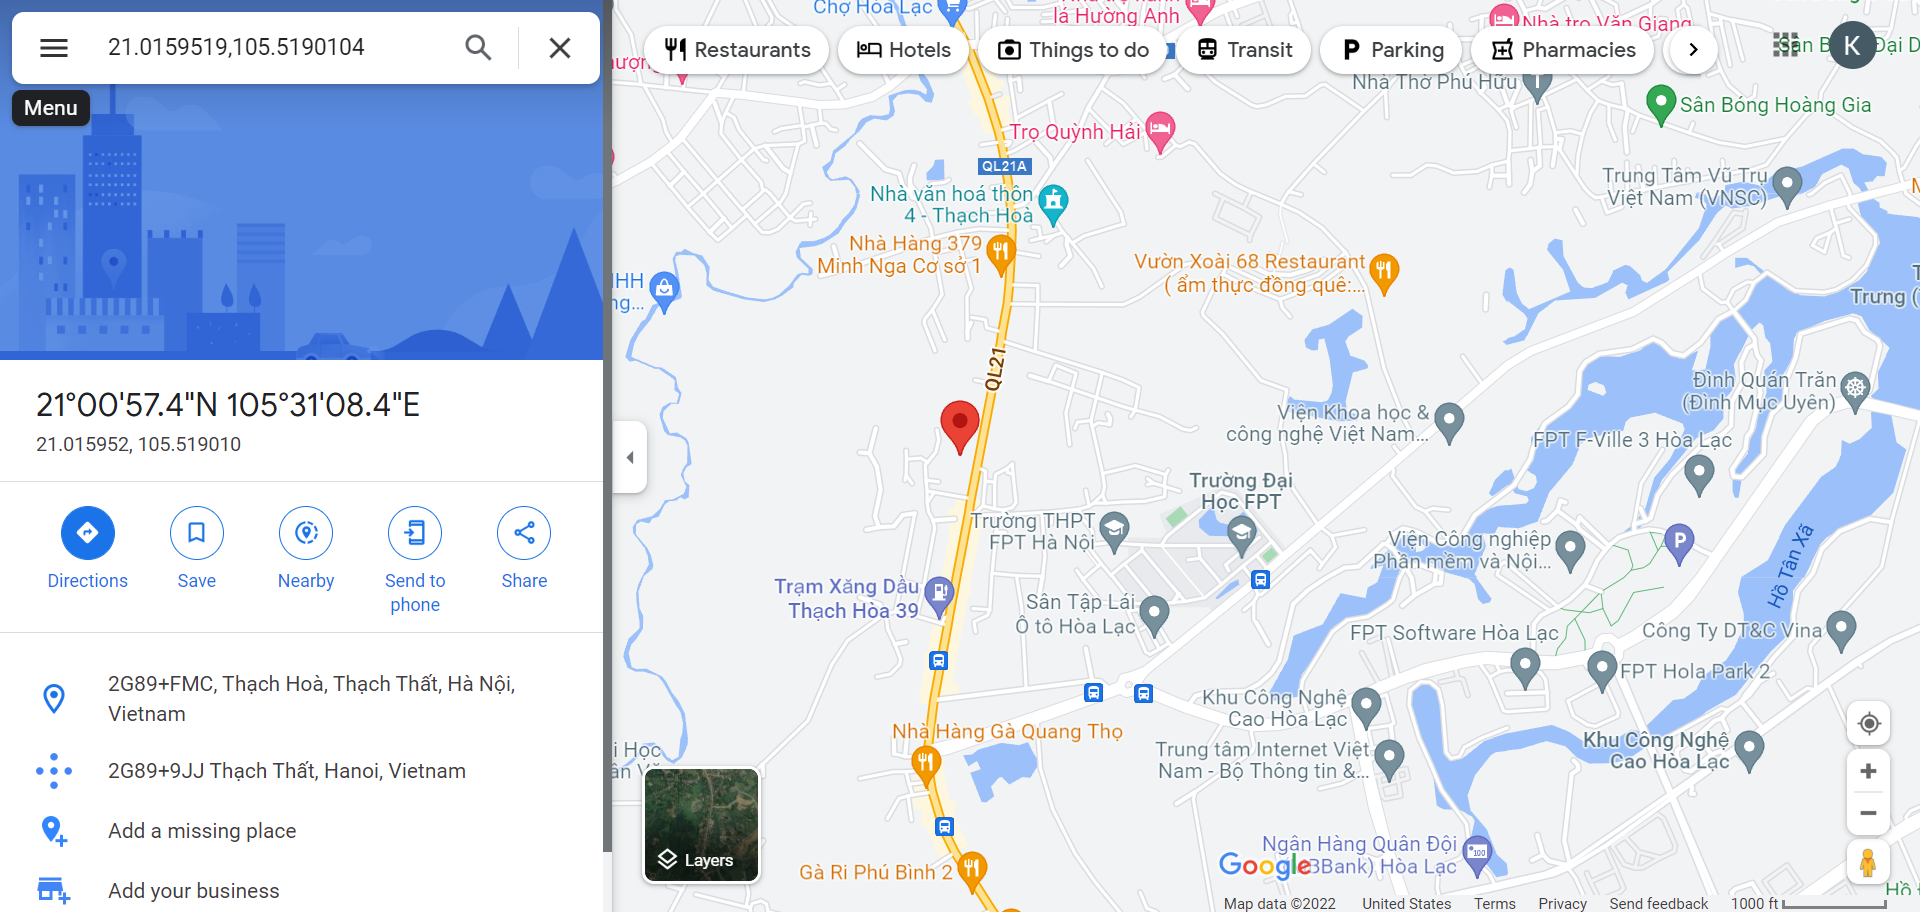 21.0159519,105.5190104
Menu
21°00'57.4"N 105°31'08.4"E
21.015952, 105.519010
Directions
Save
Nearby
Send to
phone
Share
2G89+FMC, Thạch Hoà, Thạch Thất, Hà Nội,
Vietnam
2G89+9JJ Thạch Thất, Hanoi, Vietnam
Add a missing place
Add your business
Restaurants
Hotels
Things to do
Transit
Parking
Pharmacies
K
Chợ Hòa Lạc
lá Hường Anh
Nhà trọ Văn Giang
Nhà Thờ Phú Hữu
Sân Bóng Hoàng Gia
Trọ Quỳnh Hải
QL21A
Nhà văn hoá thôn
4 - Thạch Hoà
Trung Tâm Vũ Trụ
Việt Nam (VNSC)
Nhà Hàng 379
Minh Nga Cơ sở 1
Vườn Xoài 68 Restaurant
( ẩm thực đồng quê:...
HH
ng...
Trưng (
QL21
Viện Khoa học &
công nghệ Việt Nam...
Đình Quán Trăn
(Đình Mục Uyên)
FPT F-Ville 3 Hòa Lạc
Trường Đại
Học FPT
Trường THPT
FPT Hà Nội
Viện Công nghiệp
Phần mềm và Nội...
P
Hồ Tân Xã
Trạm Xăng Dầu
Thạch Hòa 39
Sân Tập Lái
Ô tô Hòa Lạc
FPT Software Hòa Lạc
Công Ty DT&C Vina
FPT Hola Park 2
Khu Công Nghệ
Cao Hòa Lạc
Nhà Hàng Gà Quang Thọ
Trung tâm Internet Việt
Nam - Bộ Thông tin &...
Khu Công Nghệ
Cao Hòa Lạc
i Học
Layers
Gà Ri Phú Bình 2
Ngân Hàng Quân Đội
BBank) Hòa Lạc
100
Google
Hồ
Map data ©2022
United States
Terms
Privacy
Send feedback
1000 ft